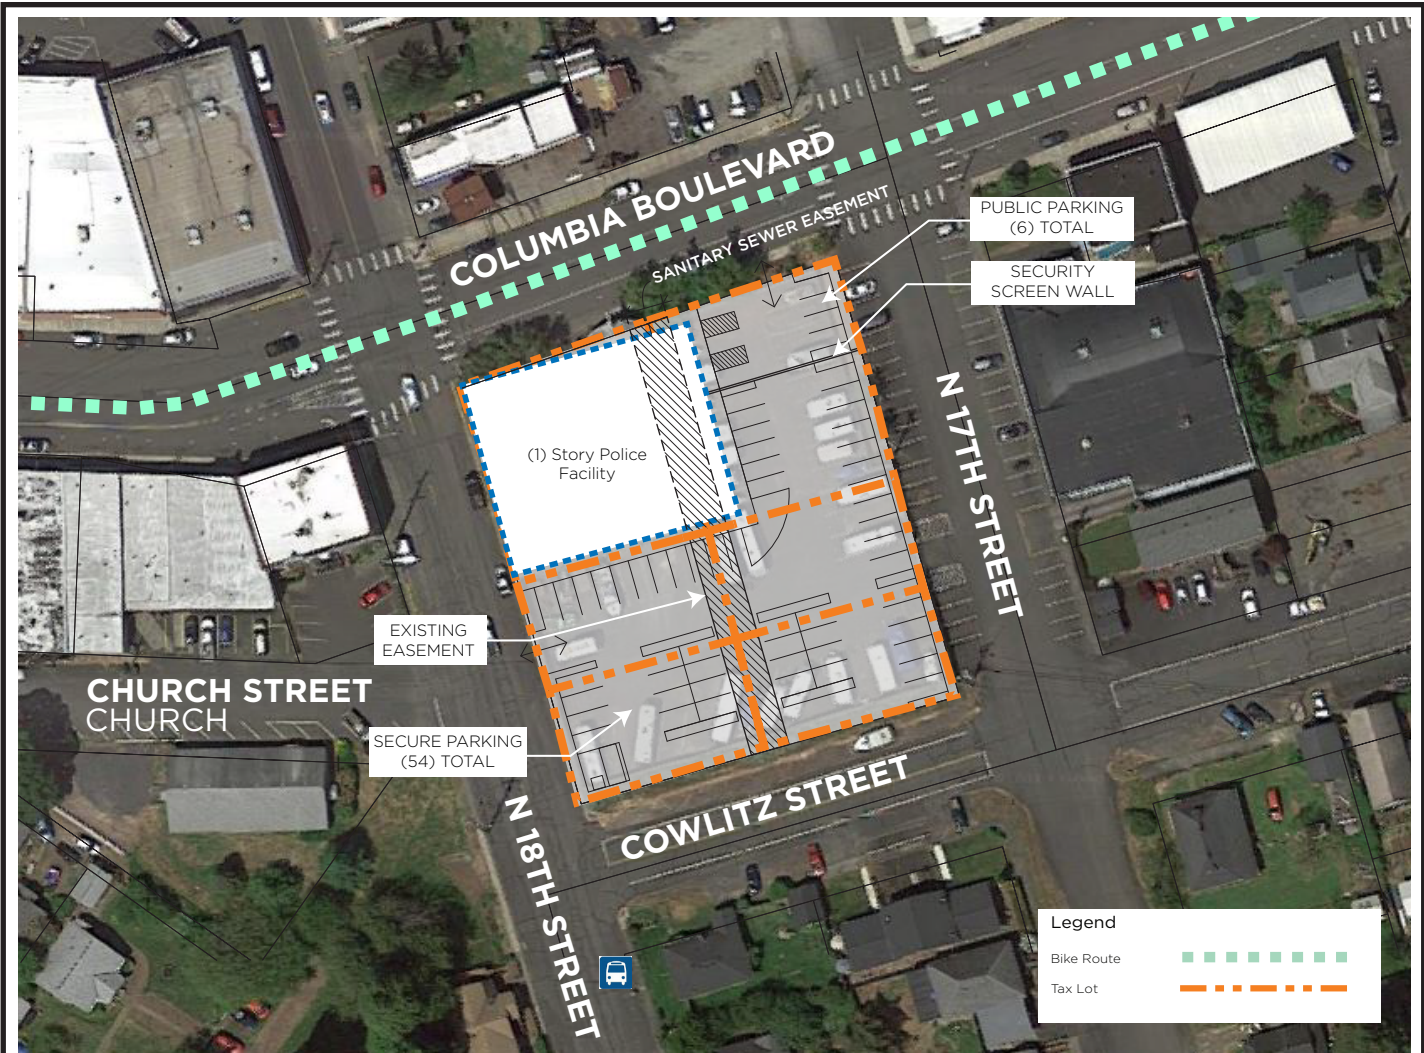 COLUMBIA BOULEVARD
SANITARY SEWER EASEMENT
PUBLIC PARKING
(6) TOTAL
SECURITY
SCREEN WALL
N 17TH STREET
(1) Story Police
Facility
EXISTING
EASEMENT
CHURCH STREET
CHURCH
SECURE PARKING
(54) TOTAL
COWLITZ STREET
N 18TH STREET
Legend
Bike Route
Tax Lot